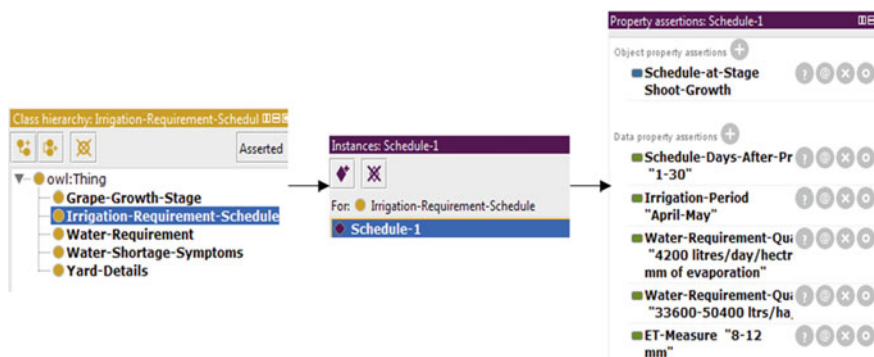 Class hierarchy: Irrigation-Requirement-Schedul
Asserted
owl:Thing
Grape-Growth-Stage
Irrigation-Requirement-Schedule
Water-Requirement
Water-Shortage-Symptoms
Yard-Details
Instances: Schedule-1
For: Irrigation-Requirement-Schedule
Schedule-1
Property assertions: Schedule-1
Object property assertions
Schedule-at-Stage
Shoot-Growth
Data property assertions
Schedule-Days-After-Pr
"1-30"
Irrigation-Period
"April-May"
Water-Requirement-Qua
"4200 litres/day/hectr
mm of evaporation"
Water-Requirement-Qua
"33600-50400 ltrs/ha,
ET-Measure "8-12
mm"